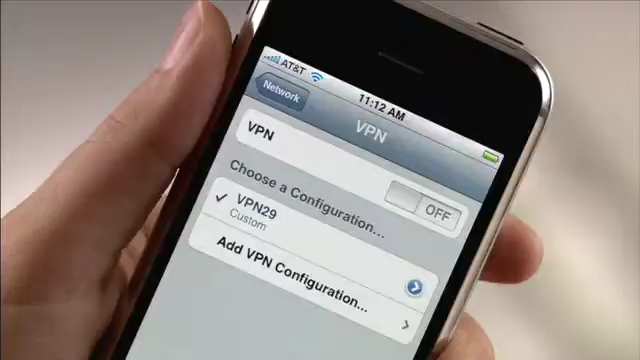 AT&T
11:12 AM
Network
VPN
VPN
OFF
Choose a Configuration...
VPN29
Custom
Add VPN Configuration...